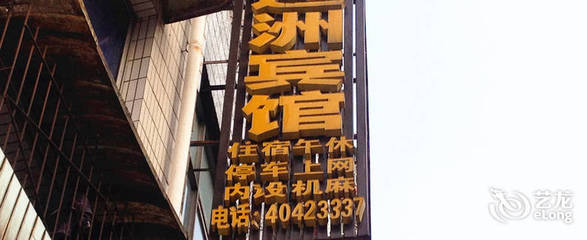 洲
宾
馆
住宿午休
停车上网
内设机麻
电话:40423337
艺龙
eLong.com